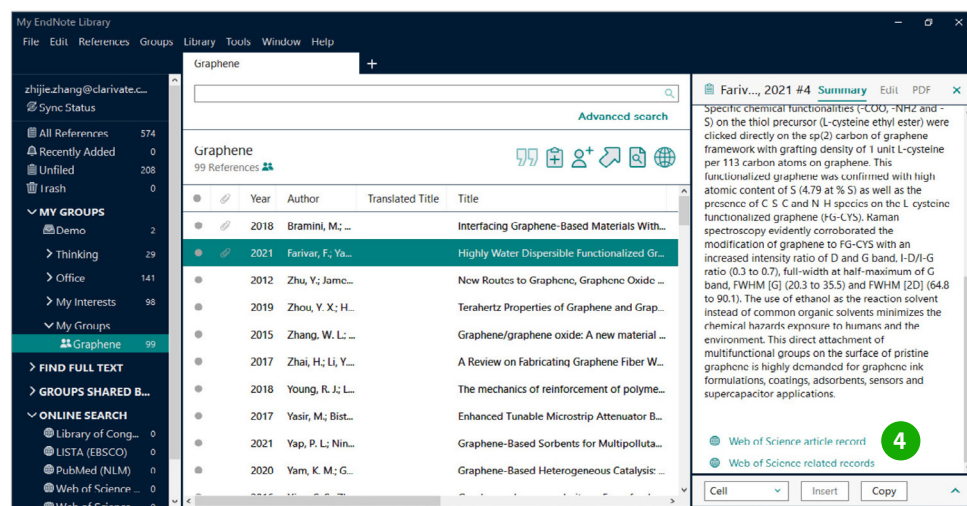 My EndNote Library
File Edit References Groups Library Tools Window Help
zhijie.zhang@clarivate.c...
Sync Status
All References 574
Recently Added 0
Unfiled 208
Trash 0
MY GROUPS
Demo 2
Thinking 29
Office 141
My Interests 98
My Groups
Graphene 99
FIND FULL TEXT
GROUPS SHARED B...
ONLINE SEARCH
Library of Cong... 0
LISTA (EBSCO) 0
PubMed (NLM) 0
Web of Science ... 0
Graphene +
Advanced search
Graphene
99 References
Year Author Translated Title Title
2018 Bramini, M.; ... Interfacing Graphene-Based Materials With...
2021 Farivar, F.; Ya... Highly Water Dispersible Functionalized Gr...
2012 Zhu, Y.; Jame... New Routes to Graphene, Graphene Oxide ...
2019 Zhou, Y. X.; H... Terahertz Properties of Graphene and Grap...
2015 Zhang, W. L.; ... Graphene/graphene oxide: A new material ...
2017 Zhai, H.; Li, Y.... A Review on Fabricating Graphene Fiber W...
2018 Young, R. J.; L... The mechanics of reinforcement of polyme...
2017 Yasir, M.; Bist... Enhanced Tunable Microstrip Attenuator B...
2021 Yap, P. L.; Nin... Graphene-Based Sorbents for Multipolluta...
2020 Yam, K. M.; G... Graphene-Based Heterogeneous Catalysis: ...
Fariv..., 2021 #4 Summary Edit PDF
Specific chemical functionalities (-COO, -NH2 and -
S) on the thiol precursor (L-cysteine ethyl ester) were
clicked directly on the sp(2) carbon of graphene
framework with grafting density of 1 unit L-cysteine
per 113 carbon atoms on graphene. This
functionalized graphene was confirmed with high
atomic content of S (4.79 at % S) as well as the
presence of C S C and N H species on the L cysteine
functionalized graphene (FG-CYS). Raman
spectroscopy evidently corroborated the
modification of graphene to FG-CYS with an
increased intensity ratio of D and G band, I-D/I-G
ratio (0.3 to 0.7), full-width at half-maximum of G
band, FWHM [G] (20.3 to 35.5) and FWHM [2D] (64.8
to 90.1). The use of ethanol as the reaction solvent
instead of common organic solvents minimizes the
chemical hazards exposure to humans and the
environment. This direct attachment of
multifunctional groups on the surface of pristine
graphene is highly demanded for graphene ink
formulations, coatings, adsorbents, sensors and
supercapacitor applications.
Web of Science article record
4
Web of Science related records
Cell Insert Copy